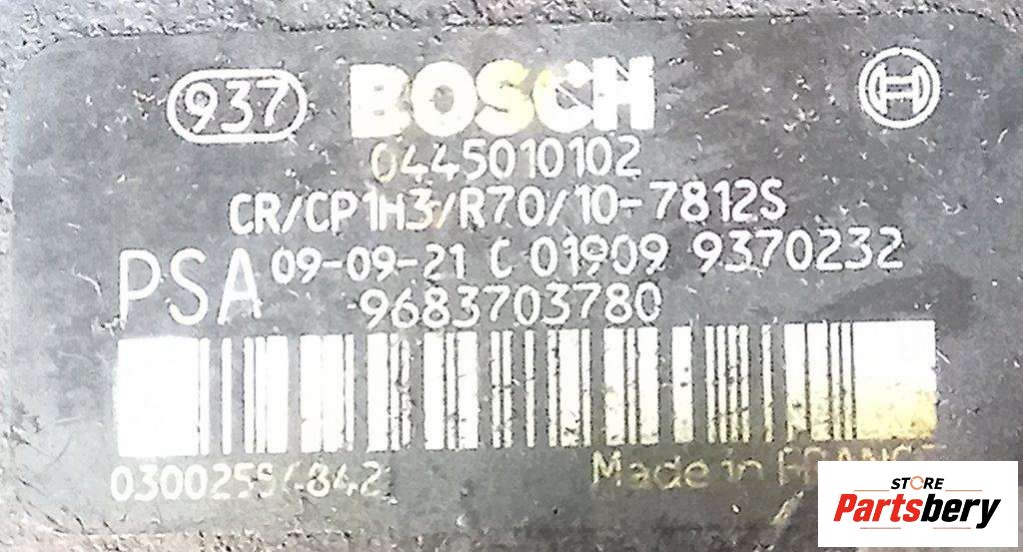 937 BOSCH
0445010102
CR/CP1H3/R70/10-7812S
PSA 09-09-21 C 01909 9370232
9683703780
Made in FRANCE
STORE
Partsbery